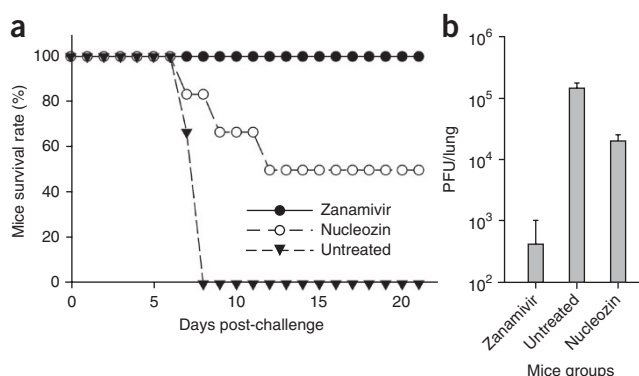 a
Mice survival rate (%)
100
80
60
40
20
0
0
5
10
15
20
Days post-challenge
Zanamivir
Nucleozin
Untreated
b
PFU/lung
10⁶
10⁵
10⁴
10³
10²
Zanamivir
Untreated
Nucleozin
Mice groups